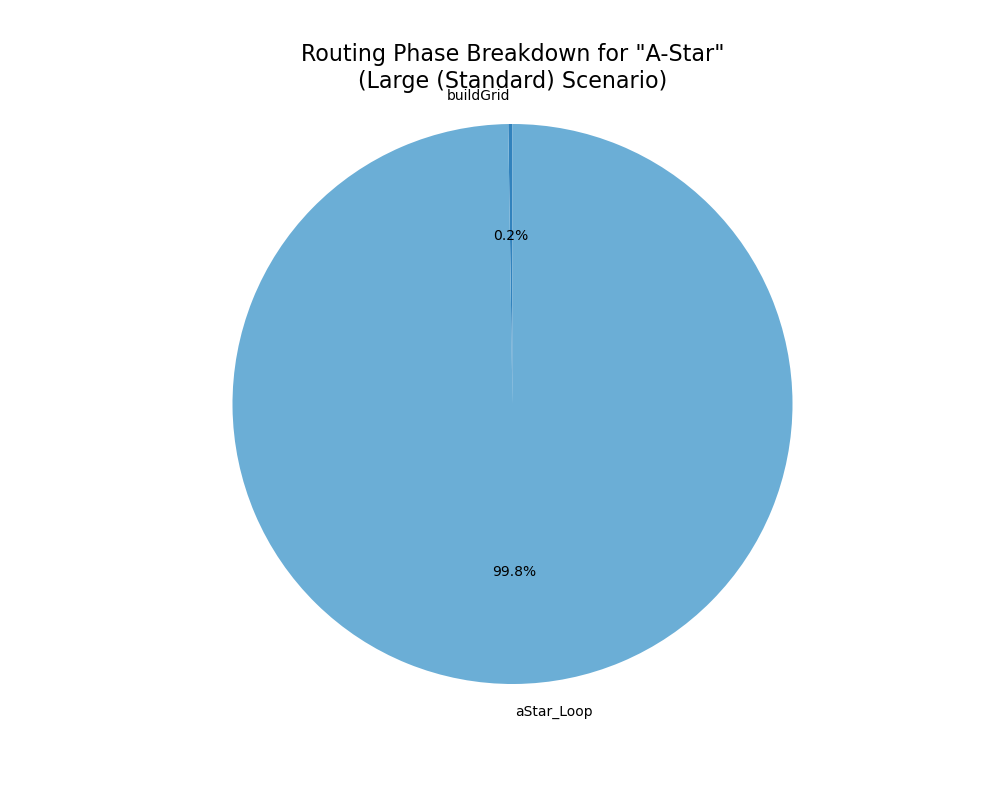 Routing Phase Breakdown for "A-Star"
(Large (Standard) Scenario)
buildGrid
0.2%
99.8%
aStar_Loop